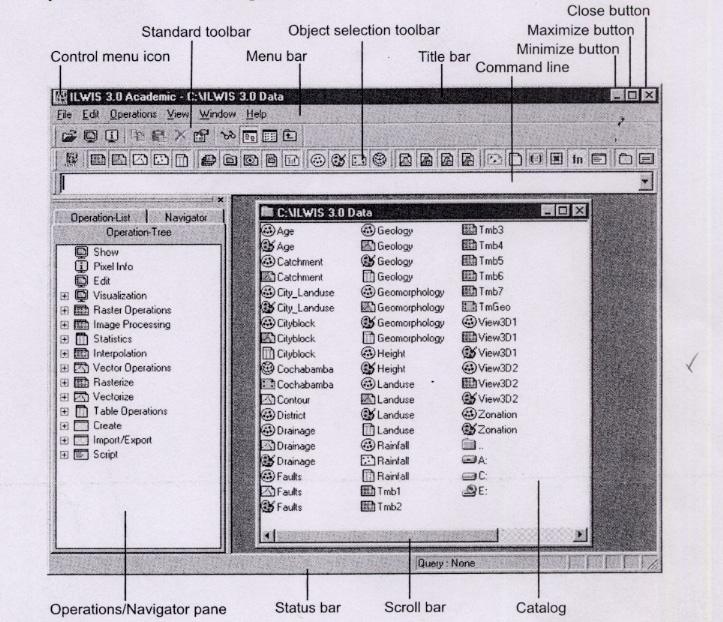 Close button
Standard toolbar Object selection toolbar Maximize button
Control menu icon Menu bar Title bar Minimize button
Command line
ILWIS 3.0 Academic - C:\ILWIS 3.0 Data
File Edit Operations View Window Help
fn
Operation-List Navigator
Operation-Tree
Show
Pixel Info
Edit
Visualization
Raster Operations
Image Processing
Statistics
Interpolation
Vector Operations
Rasterize
Vectorize
Table Operations
Create
Import/Export
Script
C:\ILWIS 3.0 Data
Age Geology Tmb3
Age Geology Tmb4
Catchment Geology Tmb5
Catchment Geology Tmb6
City_Landuse Geomorphology Tmb7
City_Landuse Geomorphology TmGeo
Cityblock Geomorphology View3D1
Cityblock Geomorphology View3D1
Cityblock Height View3D1
Cochabamba Height View3D2
Cochabamba Landuse View3D2
Contour Landuse View3D2
District Landuse Zonation
Drainage Landuse Zonation
Drainage Rainfall ..
Drainage Rainfall A:
Faults Rainfall C:
Faults Tmb1 E:
Faults Tmb2
Query : None
Operations/Navigator pane Status bar Scroll bar Catalog